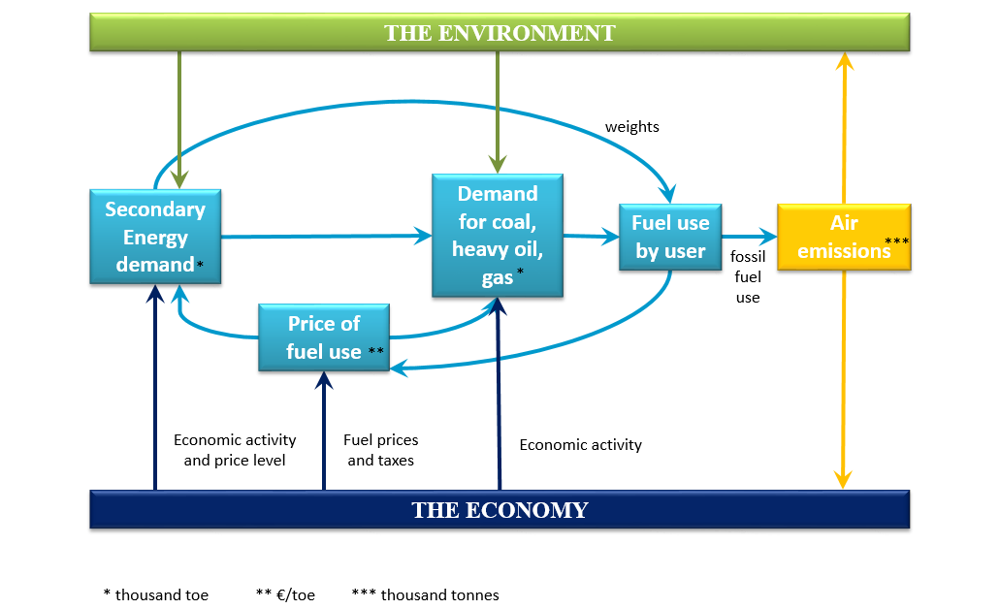 THE ENVIRONMENT
weights
Secondary
Energy
demand *
Demand
for coal,
heavy oil,
gas *
Fuel use
by user
Air
emissions ***
fossil
fuel
use
Price of
fuel use **
Economic activity
and price level
Fuel prices
and taxes
Economic activity
THE ECONOMY
* thousand toe ** €/toe *** thousand tonnes